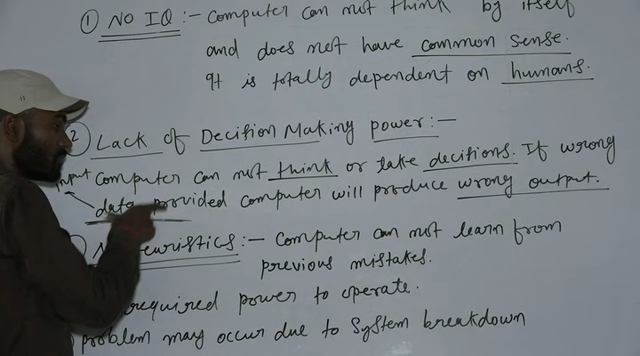 ① No IQ :- Computer can not think by itself
and does not have common sense.
It is totally dependent on humans.
② Lack of Decision Making power :-
Computer can not think or take decitions. If wrong
Input
data provided computer will produce wrong output.
Heuristics :- Computer can not learn from
previous mistakes.
required power to operate.
problem may occur due to System breakdown